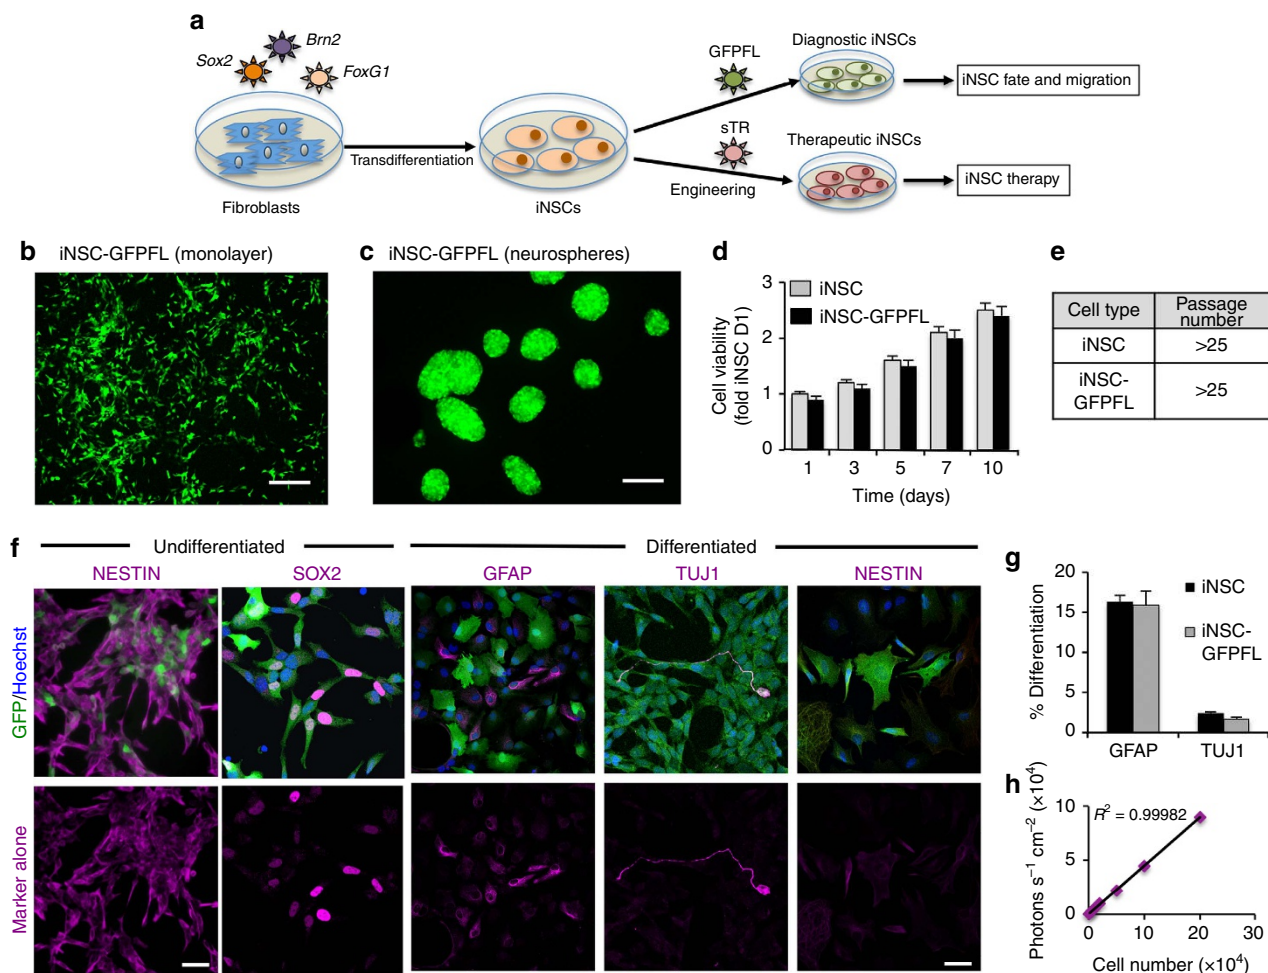 a
Brn2
Sox2
FoxG1
Fibroblasts
Transdifferentiation
iNSCs
GFPFL
sTR
Engineering
Diagnostic iNSCs
iNSC fate and migration
Therapeutic iNSCs
iNSC therapy
b
iNSC-GFPFL (monolayer)
c
iNSC-GFPFL (neurospheres)
d
Cell viability
(fold iNSC D1)
3
2
1
0
iNSC
iNSC-GFPFL
1 3 5 7 10
Time (days)
e
Cell type Passage number
iNSC >25
iNSC-GFPFL >25
f
Undifferentiated
Differentiated
NESTIN SOX2 GFAP TUJ1 NESTIN
GFP/Hoechst
Marker alone
g
% Differentiation
20
15
10
5
0
iNSC
iNSC-
GFPFL
GFAP TUJ1
h
Photons s⁻¹ cm⁻² (×10⁴)
10
5
0
R² = 0.99982
0 10 20 30
Cell number (×10⁴)